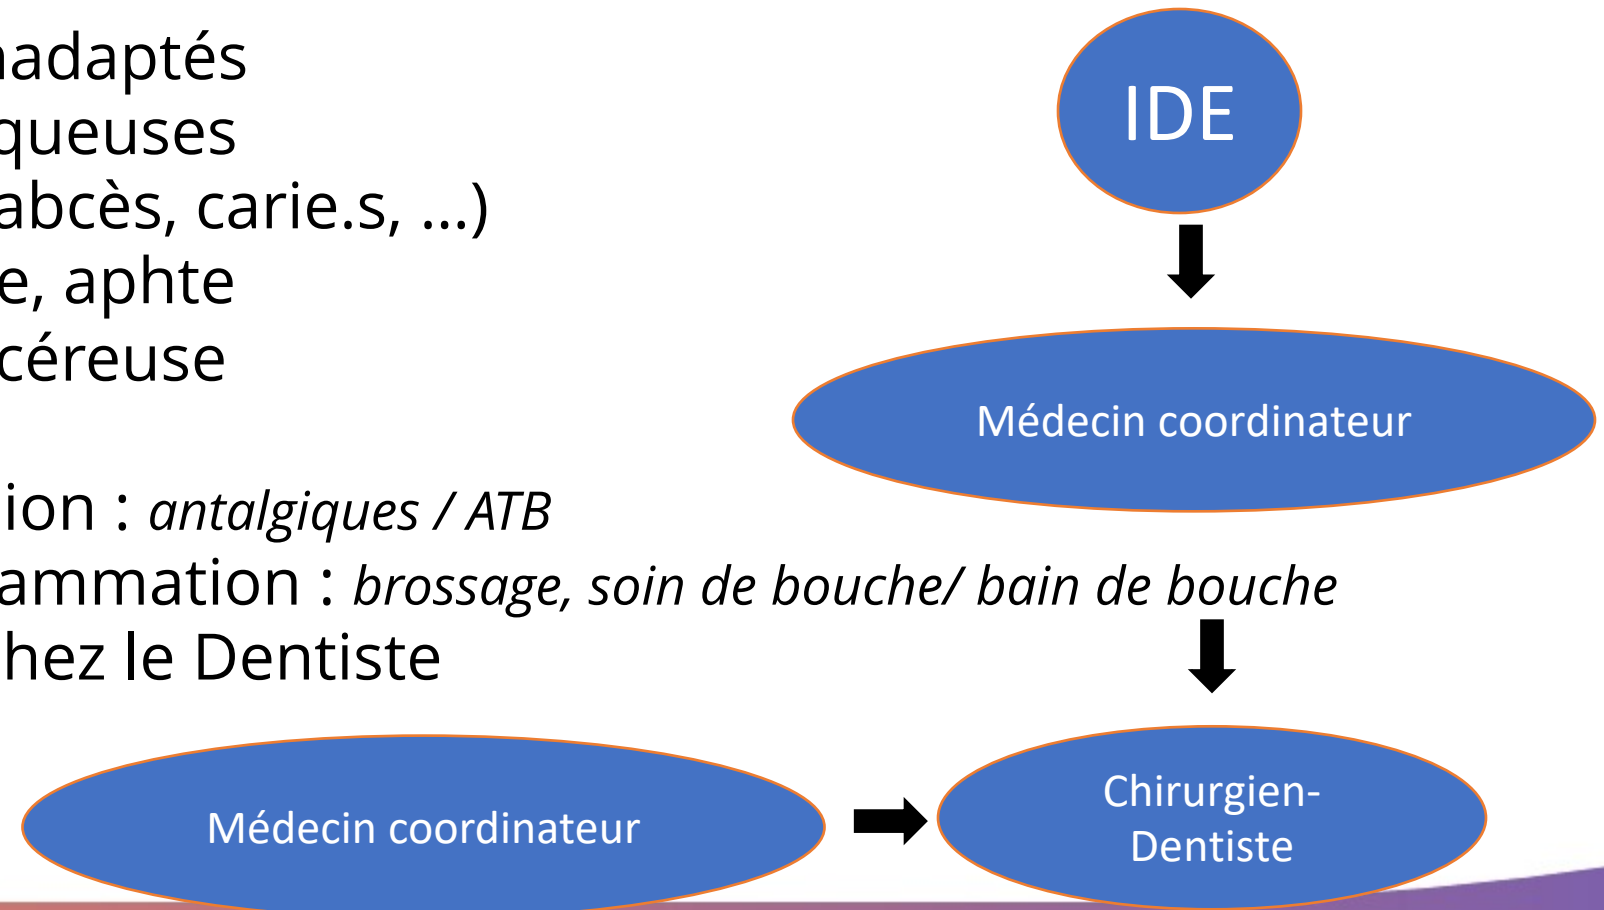 nadaptés
queuses
abcès, carie.s, ...)
e, aphte
céreuse
ion : antalgiques / ATB
ammation : brossage, soin de bouche/ bain de bouche
hez le Dentiste
IDE
Médecin coordinateur
Médecin coordinateur
Chirurgien-
Dentiste